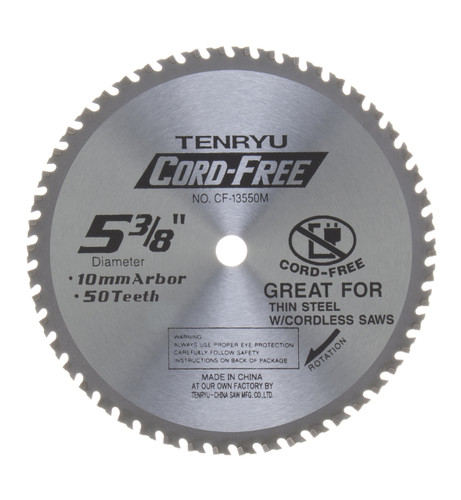 TENRYU
CORD-FREE
NO. CF-13550M
5 3/8"
Diameter
• 10mm Arbor
• 50 Teeth
CORD-FREE
GREAT FOR
THIN STEEL
W/CORDLESS SAWS
ROTATION
WARNING
ALWAYS USE PROPER EYE PROTECTION
CAREFULLY FOLLOW SAFETY
INSTRUCTIONS ON BACK OF PACKAGE
MADE IN CHINA
AT OUR OWN FACTORY BY
TENRYU-CHINA SAW MFG.CO.,LTD.